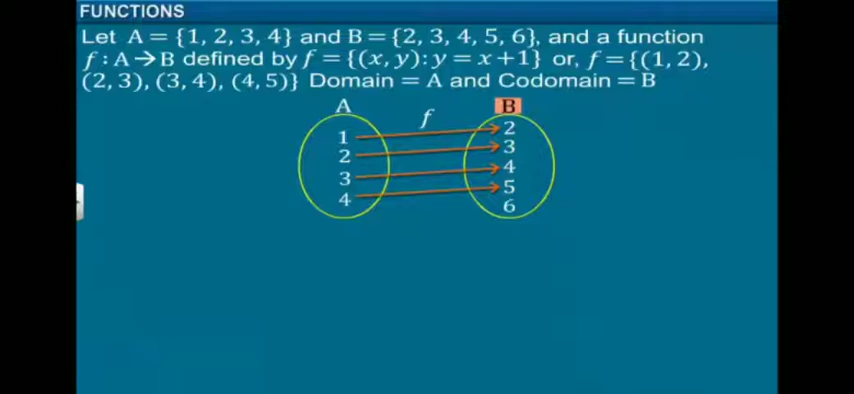 FUNCTIONS
Let A = {1, 2, 3, 4} and B = {2, 3, 4, 5, 6}, and a function
f : A → B defined by f = {(x, y): y = x + 1} or, f = {(1, 2),
(2, 3), (3, 4), (4, 5)} Domain = A and Codomain = B
A f B
1 2
2 3
3 4
4 5
6